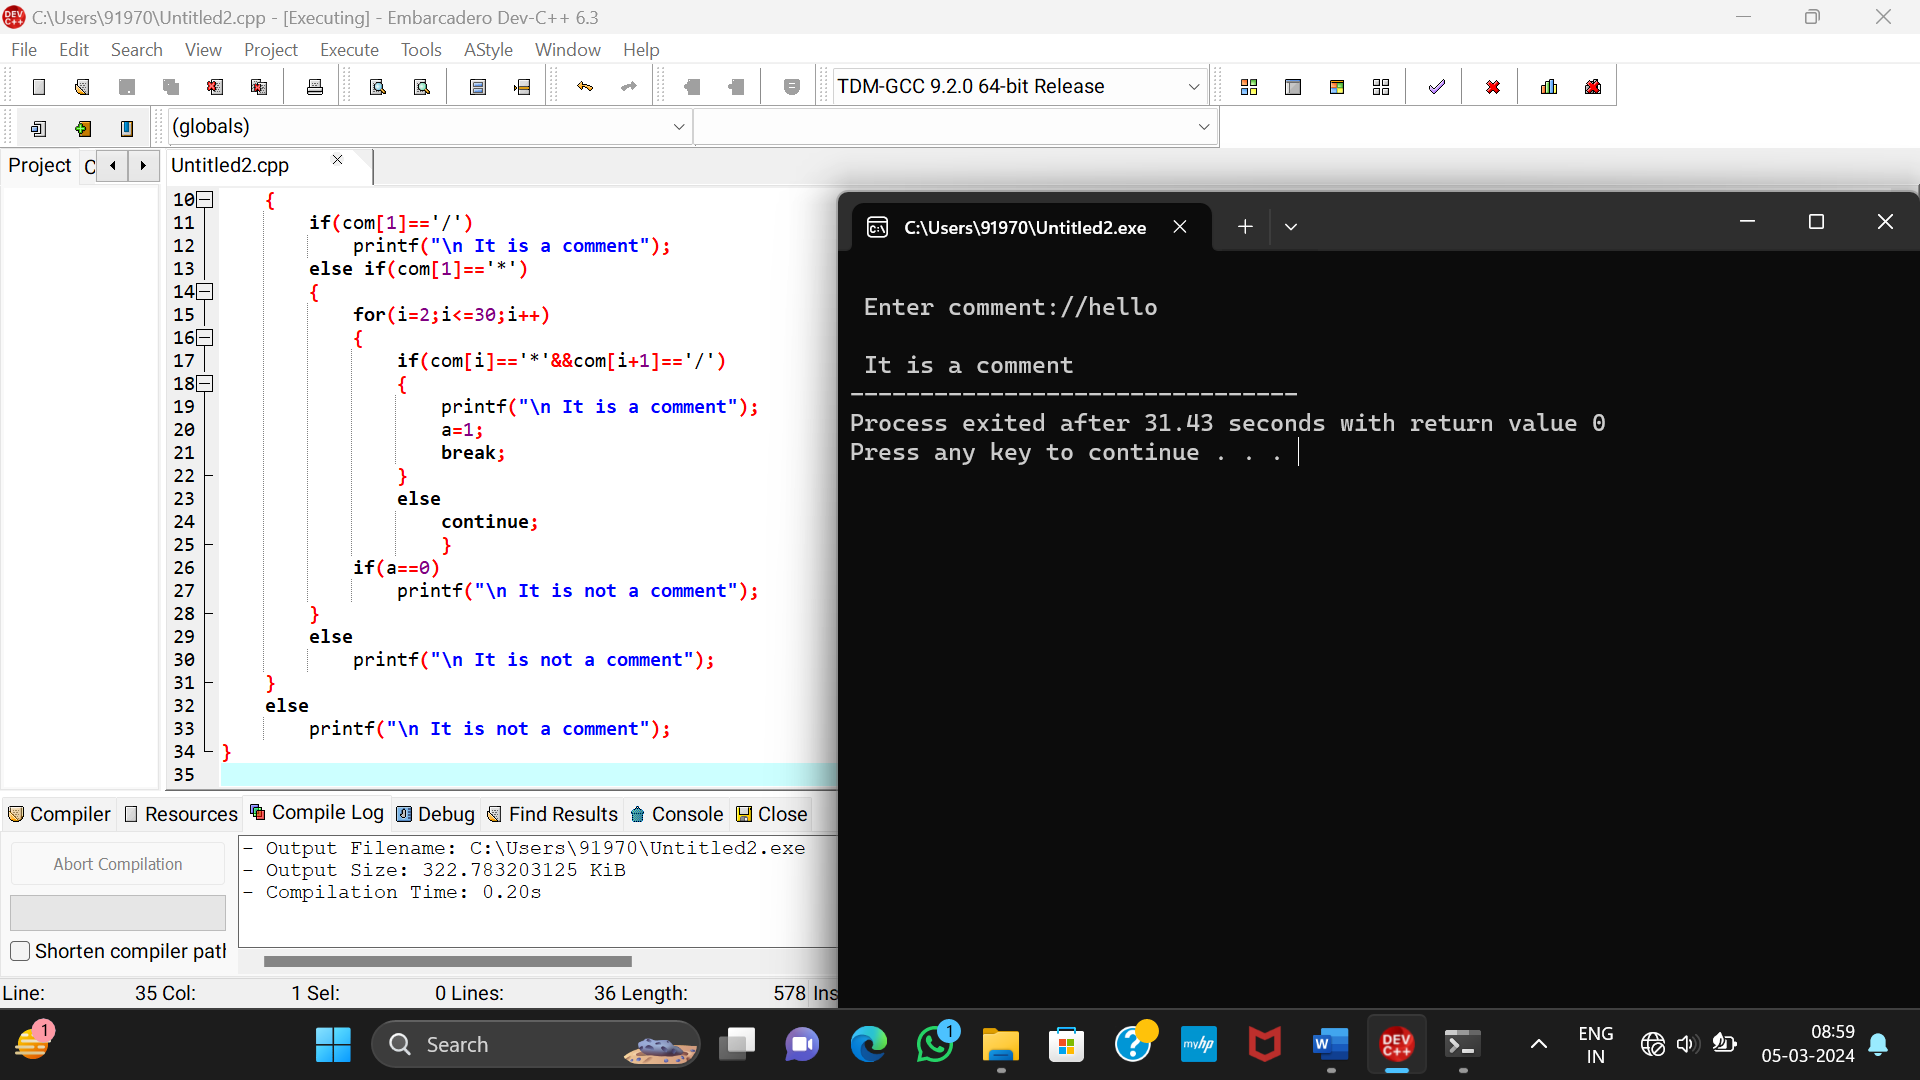 C:\Users\91970\Untitled2.cpp - [Executing] - Embarcadero Dev-C++ 6.3
File Edit Search View Project Execute Tools AStyle Window Help
TDM-GCC 9.2.0 64-bit Release
(globals)
Project C
Untitled2.cpp
10 {
11 if(com[1]=='/')
12 printf("\n It is a comment");
13 else if(com[1]=='*')
14 {
15 for(i=2;i<=30;i++)
16 {
17 if(com[i]=='*'&&com[i+1]=='/')
18 {
19 printf("\n It is a comment");
20 a=1;
21 break;
22 }
23 else
24 continue;
25 }
26 if(a==0)
27 printf("\n It is not a comment");
28 }
29 else
30 printf("\n It is not a comment");
31 }
32 else
33 printf("\n It is not a comment");
34 }
35
C:\Users\91970\Untitled2.exe
Enter comment://hello
It is a comment
--------------------------------
Process exited after 31.43 seconds with return value 0
Press any key to continue . . .
Compiler Resources Compile Log Debug Find Results Console Close
Abort Compilation
Shorten compiler path
- Output Filename: C:\Users\91970\Untitled2.exe
- Output Size: 322.783203125 KiB
- Compilation Time: 0.20s
Line: 35 Col: 1 Sel: 0 Lines: 36 Length: 578 Ins
1
Search
1
myhp
W
DEV C++
ENG
IN
08:59
05-03-2024